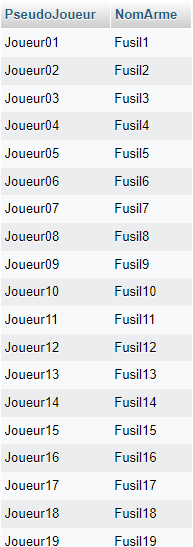 PseudoJoueur NomArme
Joueur01 Fusil1
Joueur02 Fusil2
Joueur03 Fusil3
Joueur04 Fusil4
Joueur05 Fusil5
Joueur06 Fusil6
Joueur07 Fusil7
Joueur08 Fusil8
Joueur09 Fusil9
Joueur10 Fusil10
Joueur11 Fusil11
Joueur12 Fusil12
Joueur13 Fusil13
Joueur14 Fusil14
Joueur15 Fusil15
Joueur16 Fusil16
Joueur17 Fusil17
Joueur18 Fusil18
Joueur19 Fusil19